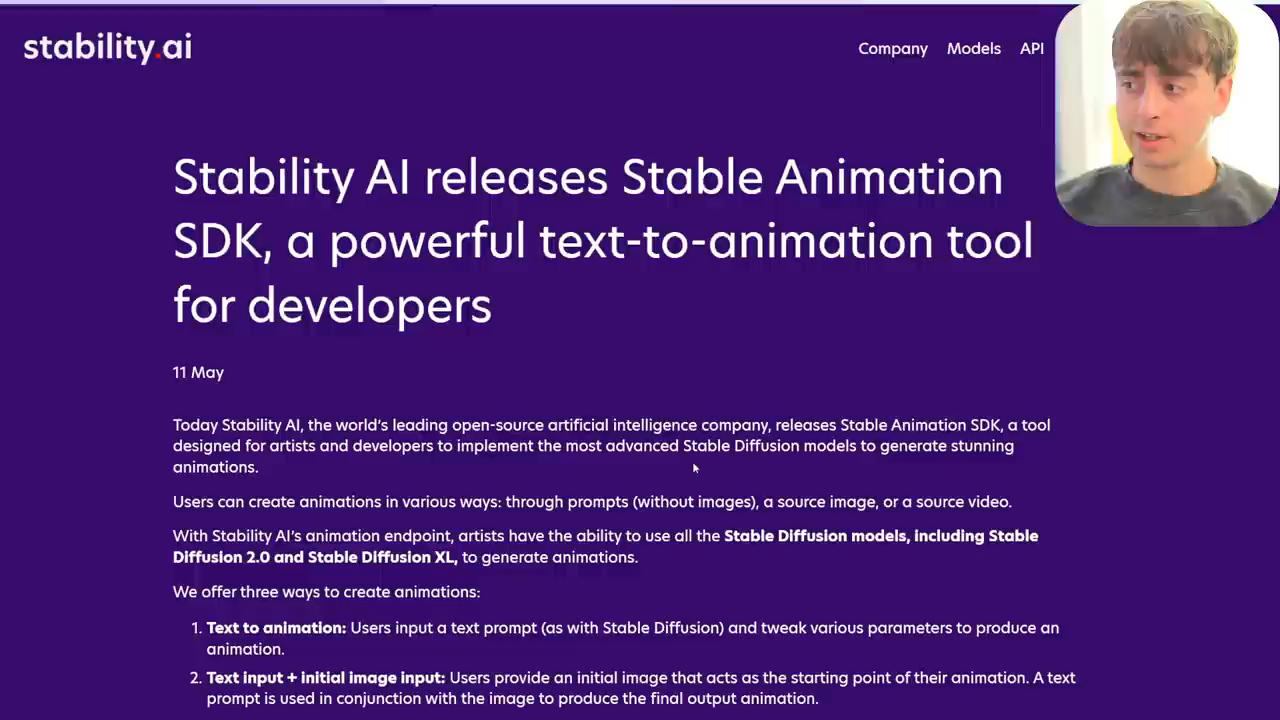 stability.ai
Company Models API
Stability AI releases Stable Animation
SDK, a powerful text-to-animation tool
for developers
11 May
Today Stability AI, the world's leading open-source artificial intelligence company, releases Stable Animation SDK, a tool
designed for artists and developers to implement the most advanced Stable Diffusion models to generate stunning
animations.
Users can create animations in various ways: through prompts (without images), a source image, or a source video.
With Stability AI's animation endpoint, artists have the ability to use all the Stable Diffusion models, including Stable
Diffusion 2.0 and Stable Diffusion XL, to generate animations.
We offer three ways to create animations:
1. Text to animation: Users input a text prompt (as with Stable Diffusion) and tweak various parameters to produce an
animation.
2. Text input + initial image input: Users provide an initial image that acts as the starting point of their animation. A text
prompt is used in conjunction with the image to produce the final output animation.